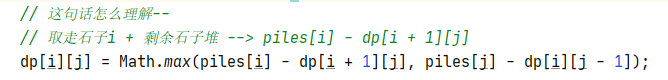 // 这句话怎么理解--
// 取走石子i + 剩余石子堆 --> piles[i] - dp[i + 1][j]
dp[i][j] = Math.max(piles[i] - dp[i + 1][j], piles[j] - dp[i][j - 1]);